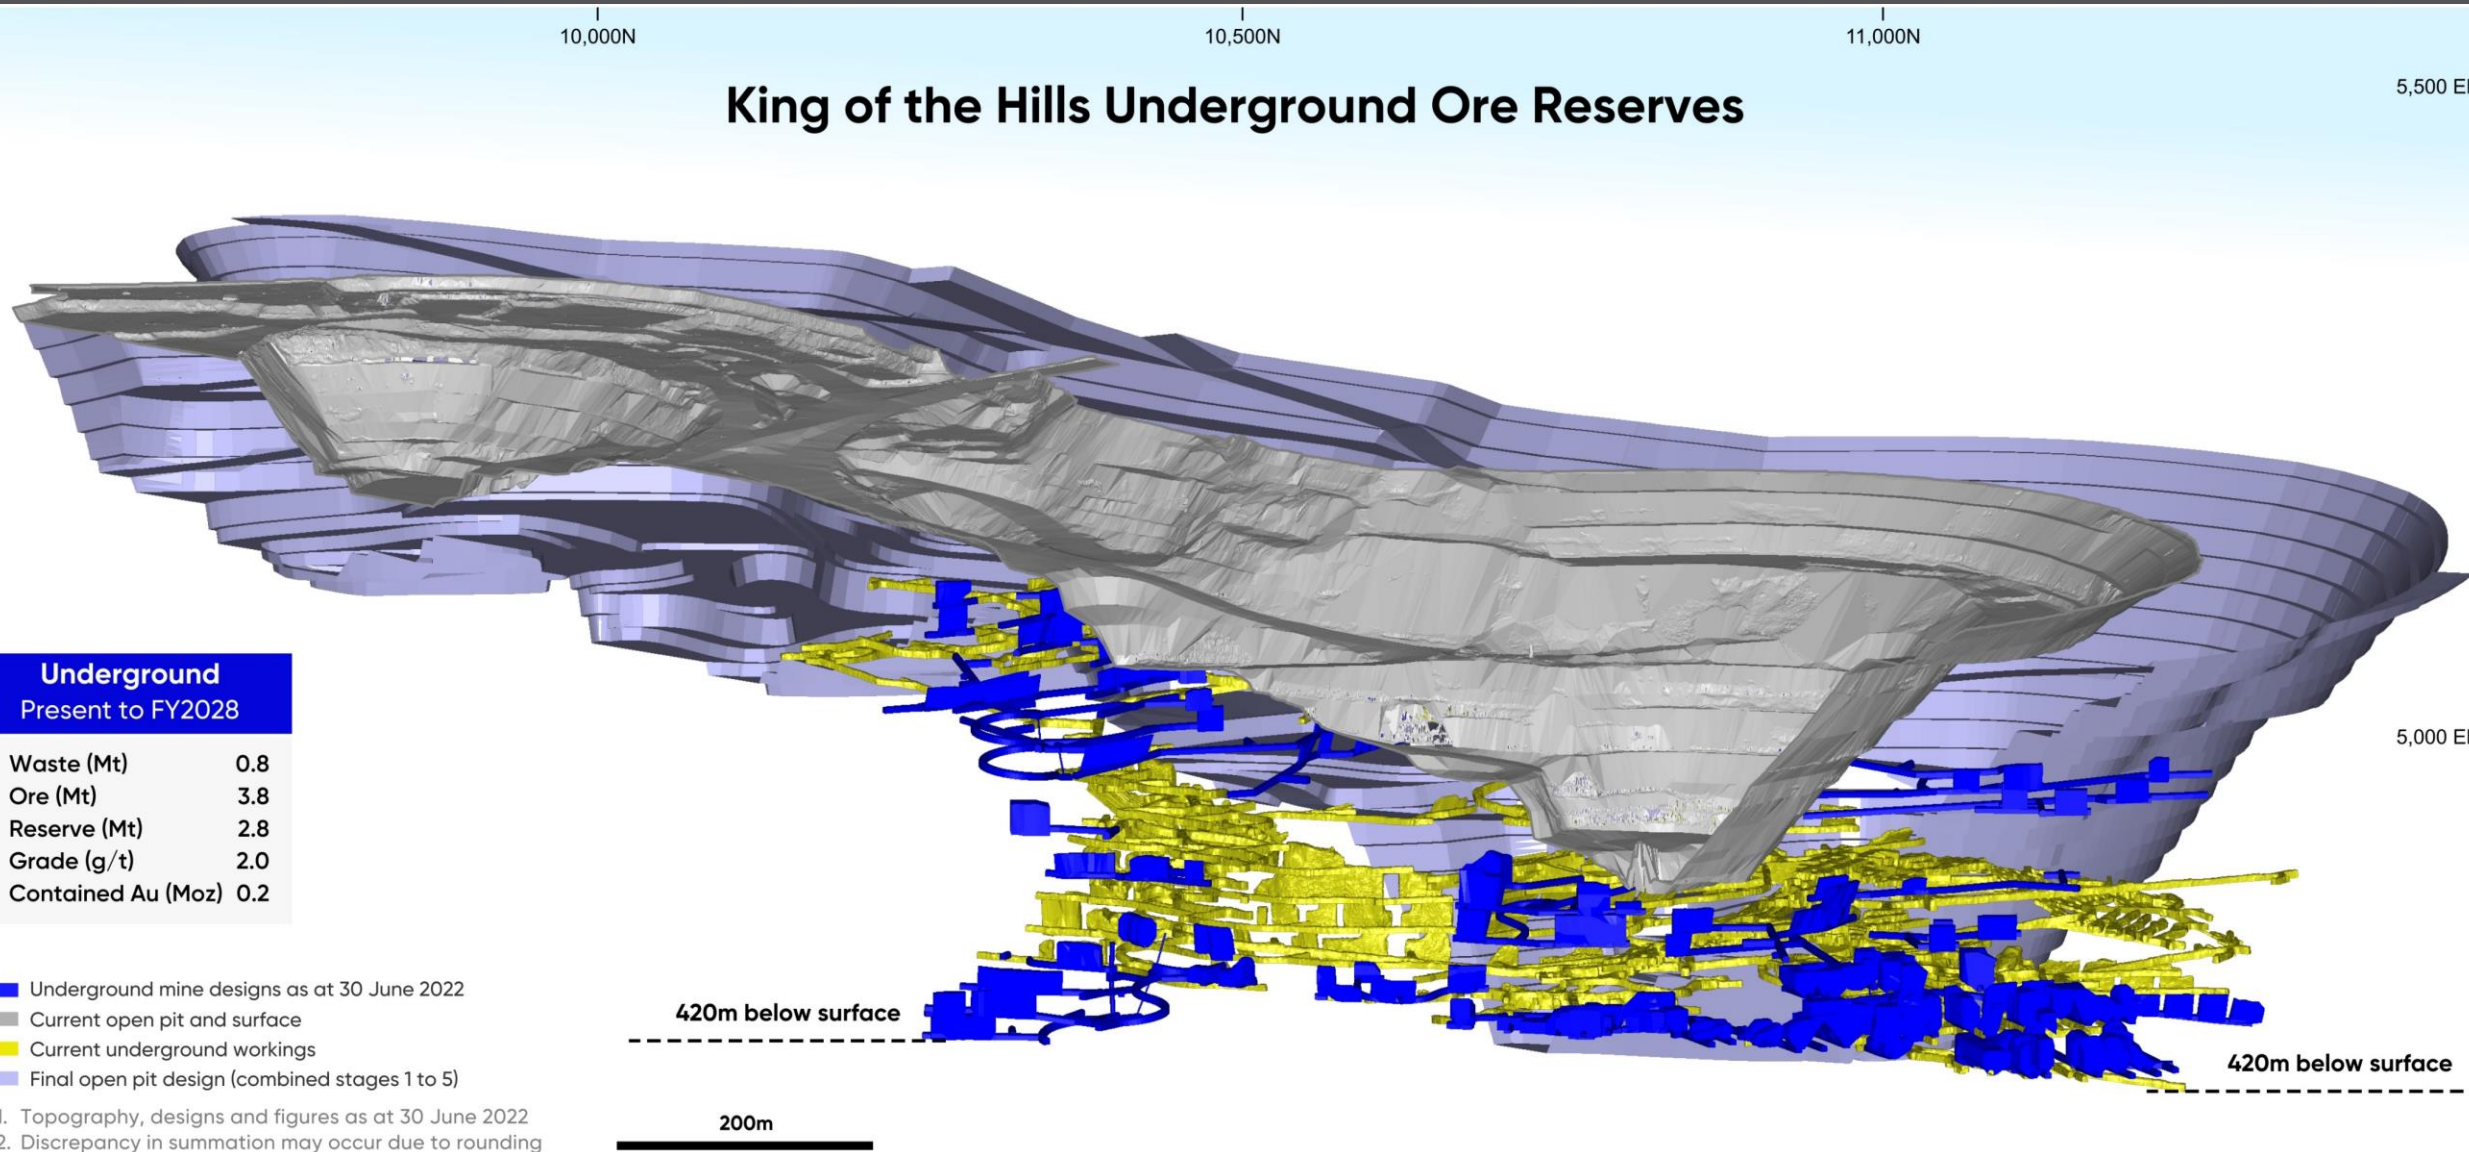 10,000N 10,500N 11,000N
King of the Hills Underground Ore Reserves
5,500 El
Underground
Present to FY2028
Waste (Mt) 0.8
Ore (Mt) 3.8
Reserve (Mt) 2.8
Grade (g/t) 2.0
Contained Au (Moz) 0.2
5,000 El
Underground mine designs as at 30 June 2022
Current open pit and surface
Current underground workings
Final open pit design (combined stages 1 to 5)
1. Topography, designs and figures as at 30 June 2022
2. Discrepancy in summation may occur due to rounding
420m below surface
420m below surface
200m